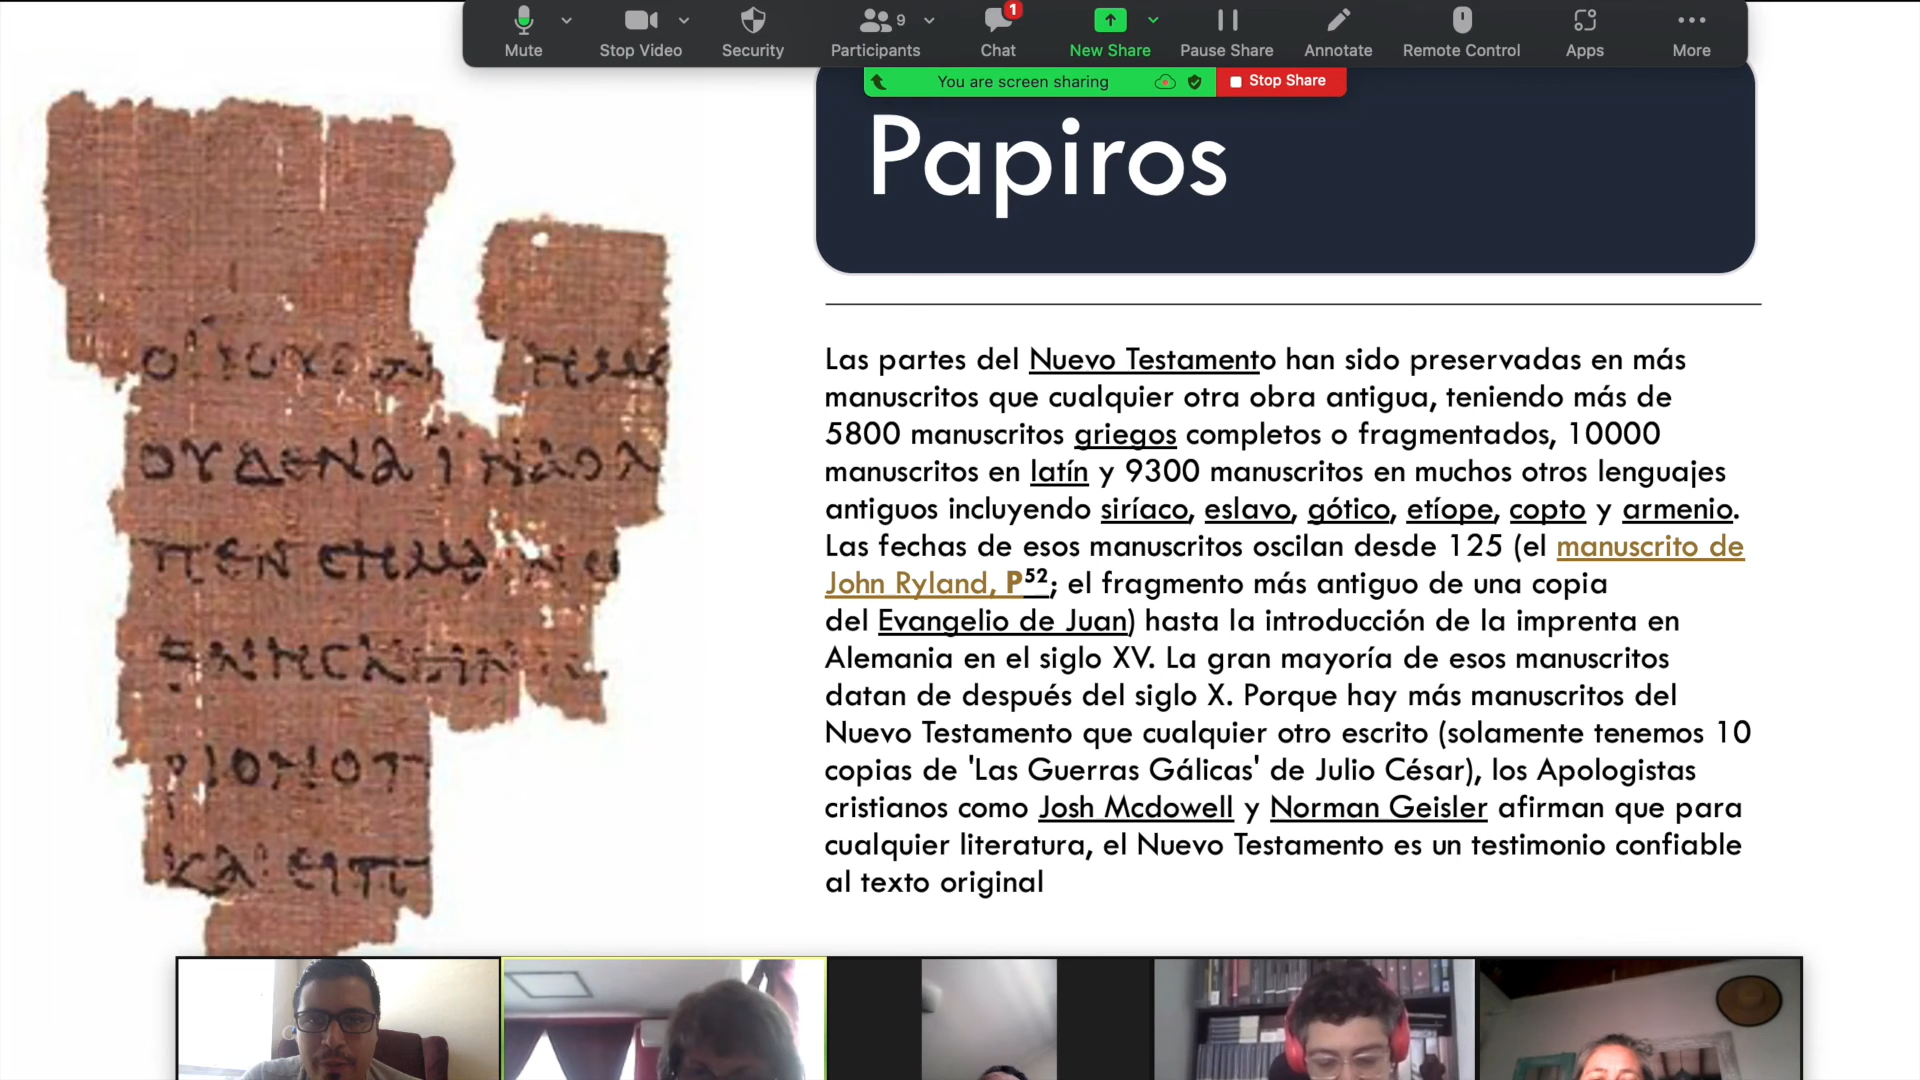 Mute
Stop Video
Security
Participants 9
Chat 1
New Share
Pause Share
Annotate
Remote Control
Apps
More
You are screen sharing
Stop Share
Papiros
Las partes del Nuevo Testamento han sido preservadas en más
manuscritos que cualquier otra obra antigua, teniendo más de
5800 manuscritos griegos completos o fragmentados, 10000
manuscritos en latín y 9300 manuscritos en muchos otros lenguajes
antiguos incluyendo siríaco, eslavo, gótico, etíope, copto y armenio.
Las fechas de esos manuscritos oscilan desde 125 (el manuscrito de
John Ryland, P⁵²; el fragmento más antiguo de una copia
del Evangelio de Juan) hasta la introducción de la imprenta en
Alemania en el siglo XV. La gran mayoría de esos manuscritos
datan de después del siglo X. Porque hay más manuscritos del
Nuevo Testamento que cualquier otro escrito (solamente tenemos 10
copias de 'Las Guerras Gálicas' de Julio César), los Apologistas
cristianos como Josh Mcdowell y Norman Geisler afirman que para
cualquier literatura, el Nuevo Testamento es un testimonio confiable
al texto original
ΟΥΔΕΝΑ
ΚΑΙ ΕΙΠ